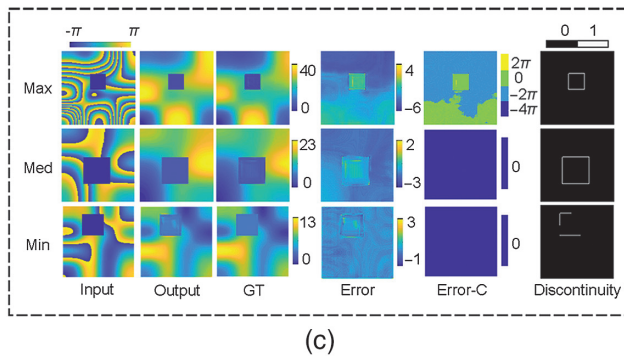 -π π
0 1
Max
40
0
4
-6
2π
0
-2π
-4π
Med
23
0
2
-3
0
Min
13
0
3
-1
0
Input Output GT Error Error-C Discontinuity
(c)